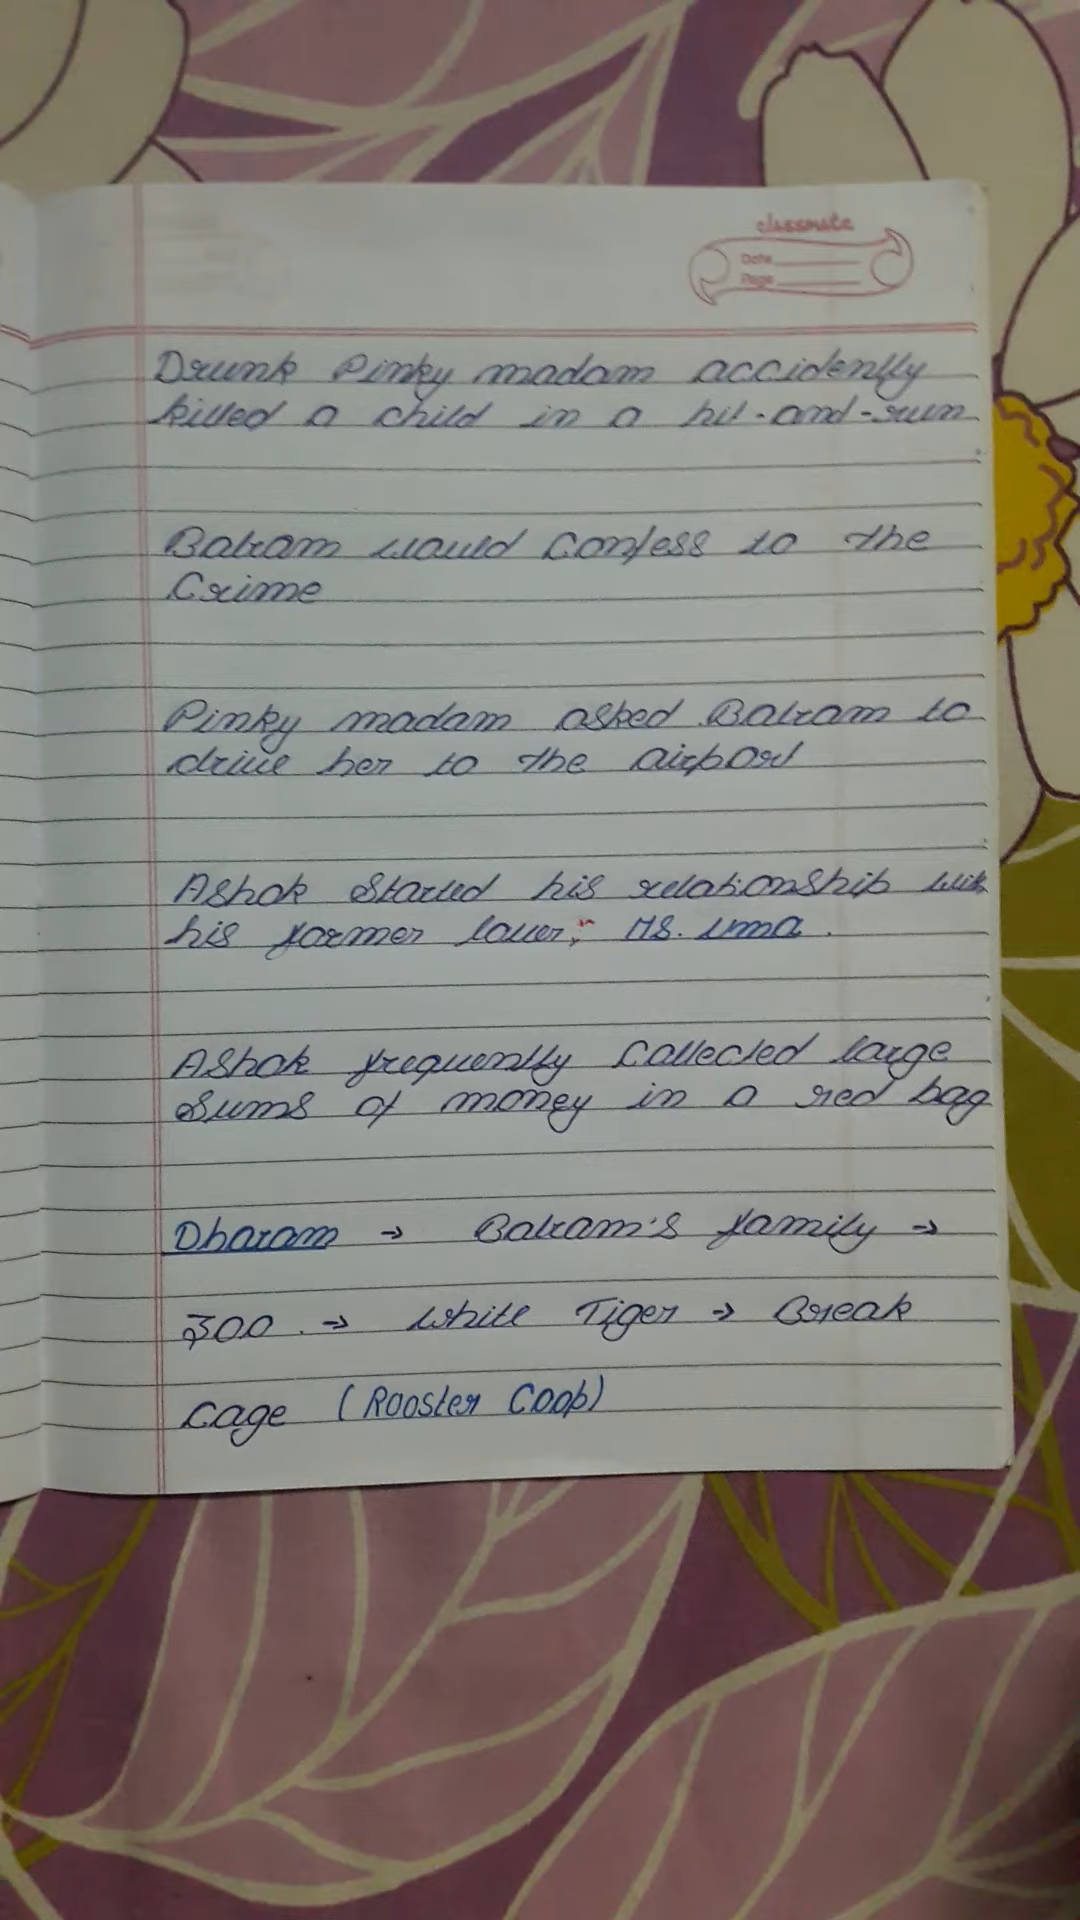 classmate
Date
Page
Drunk Pinky madam accidently
killed a child in a hit-and-run
Balram would Confess to the
Crime
Pinky madam asked Balram to
drive her to the airport
Ashok Started his relationship with
his former lover, Ms. Uma.
Ashok frequently Collected large
Sums of money in a red bag
Dharam → Balram's family →
ZOO → White Tiger → Break
Cage (Rooster Coop)